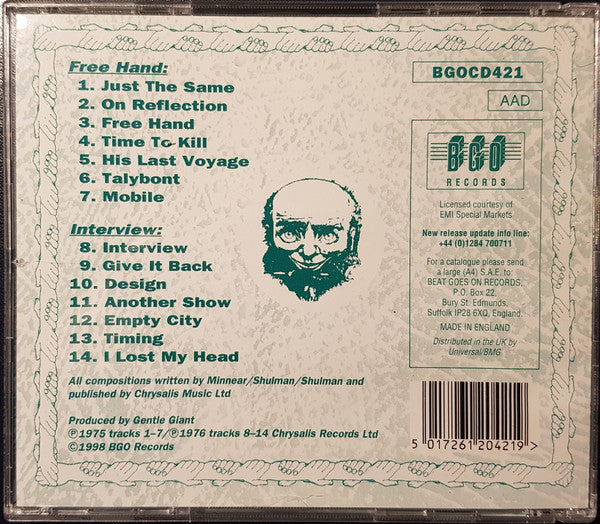 Free Hand:
1. Just The Same
2. On Reflection
3. Free Hand
4. Time To Kill
5. His Last Voyage
6. Talybont
7. Mobile
Interview:
8. Interview
9. Give It Back
10. Design
11. Another Show
12. Empty City
13. Timing
14. I Lost My Head
All compositions written by Minnear/Shulman/Shulman and
published by Chrysalis Music Ltd
Produced by Gentle Giant
℗1975 tracks 1–7/℗1976 tracks 8–14 Chrysalis Records Ltd
©1998 BGO Records
BGOCD421
AAD
BGO
RECORDS
Licensed courtesy of
EMI Special Markets
New release update info line:
+44 (0)1284 700711
For a catalogue please send
a large (A4) S.A.E. to:
BEAT GOES ON RECORDS,
P.O. Box 22,
Bury St. Edmunds,
Suffolk IP28 6XQ, England.
MADE IN ENGLAND
Distributed in the UK by
Universal/BMG
5 017261 204219 >